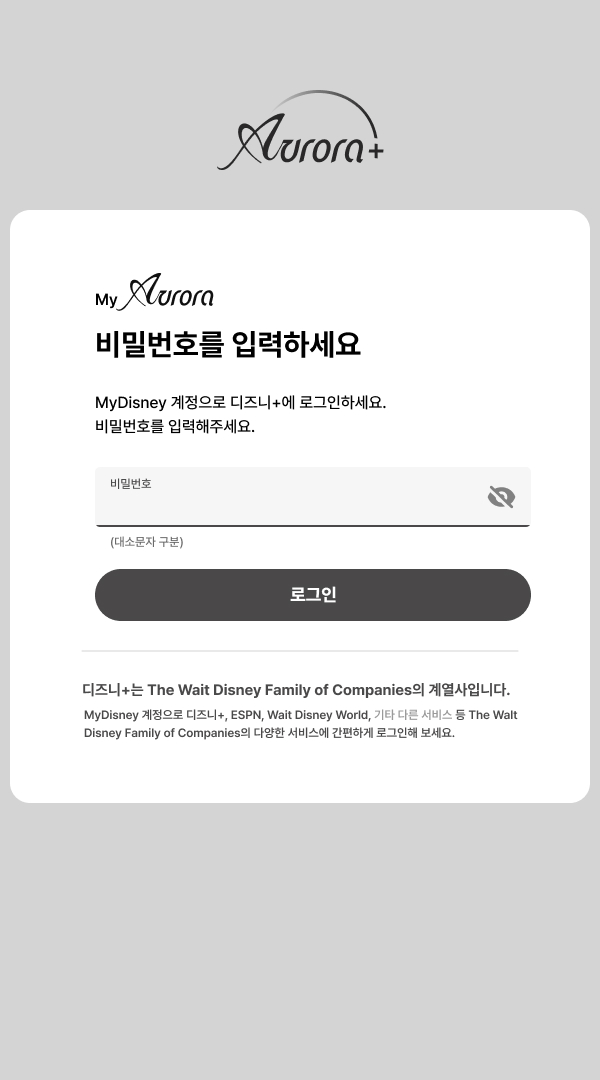 Aurora+
My Aurora
비밀번호를 입력하세요
MyDisney 계정으로 디즈니+에 로그인하세요.
비밀번호를 입력해주세요.
비밀번호
(대소문자 구분)
로그인
디즈니+는 The Wait Disney Family of Companies의 계열사입니다.
MyDisney 계정으로 디즈니+, ESPN, Wait Disney World, 기타 다른 서비스 등 The Walt
Disney Family of Companies의 다양한 서비스에 간편하게 로그인해 보세요.